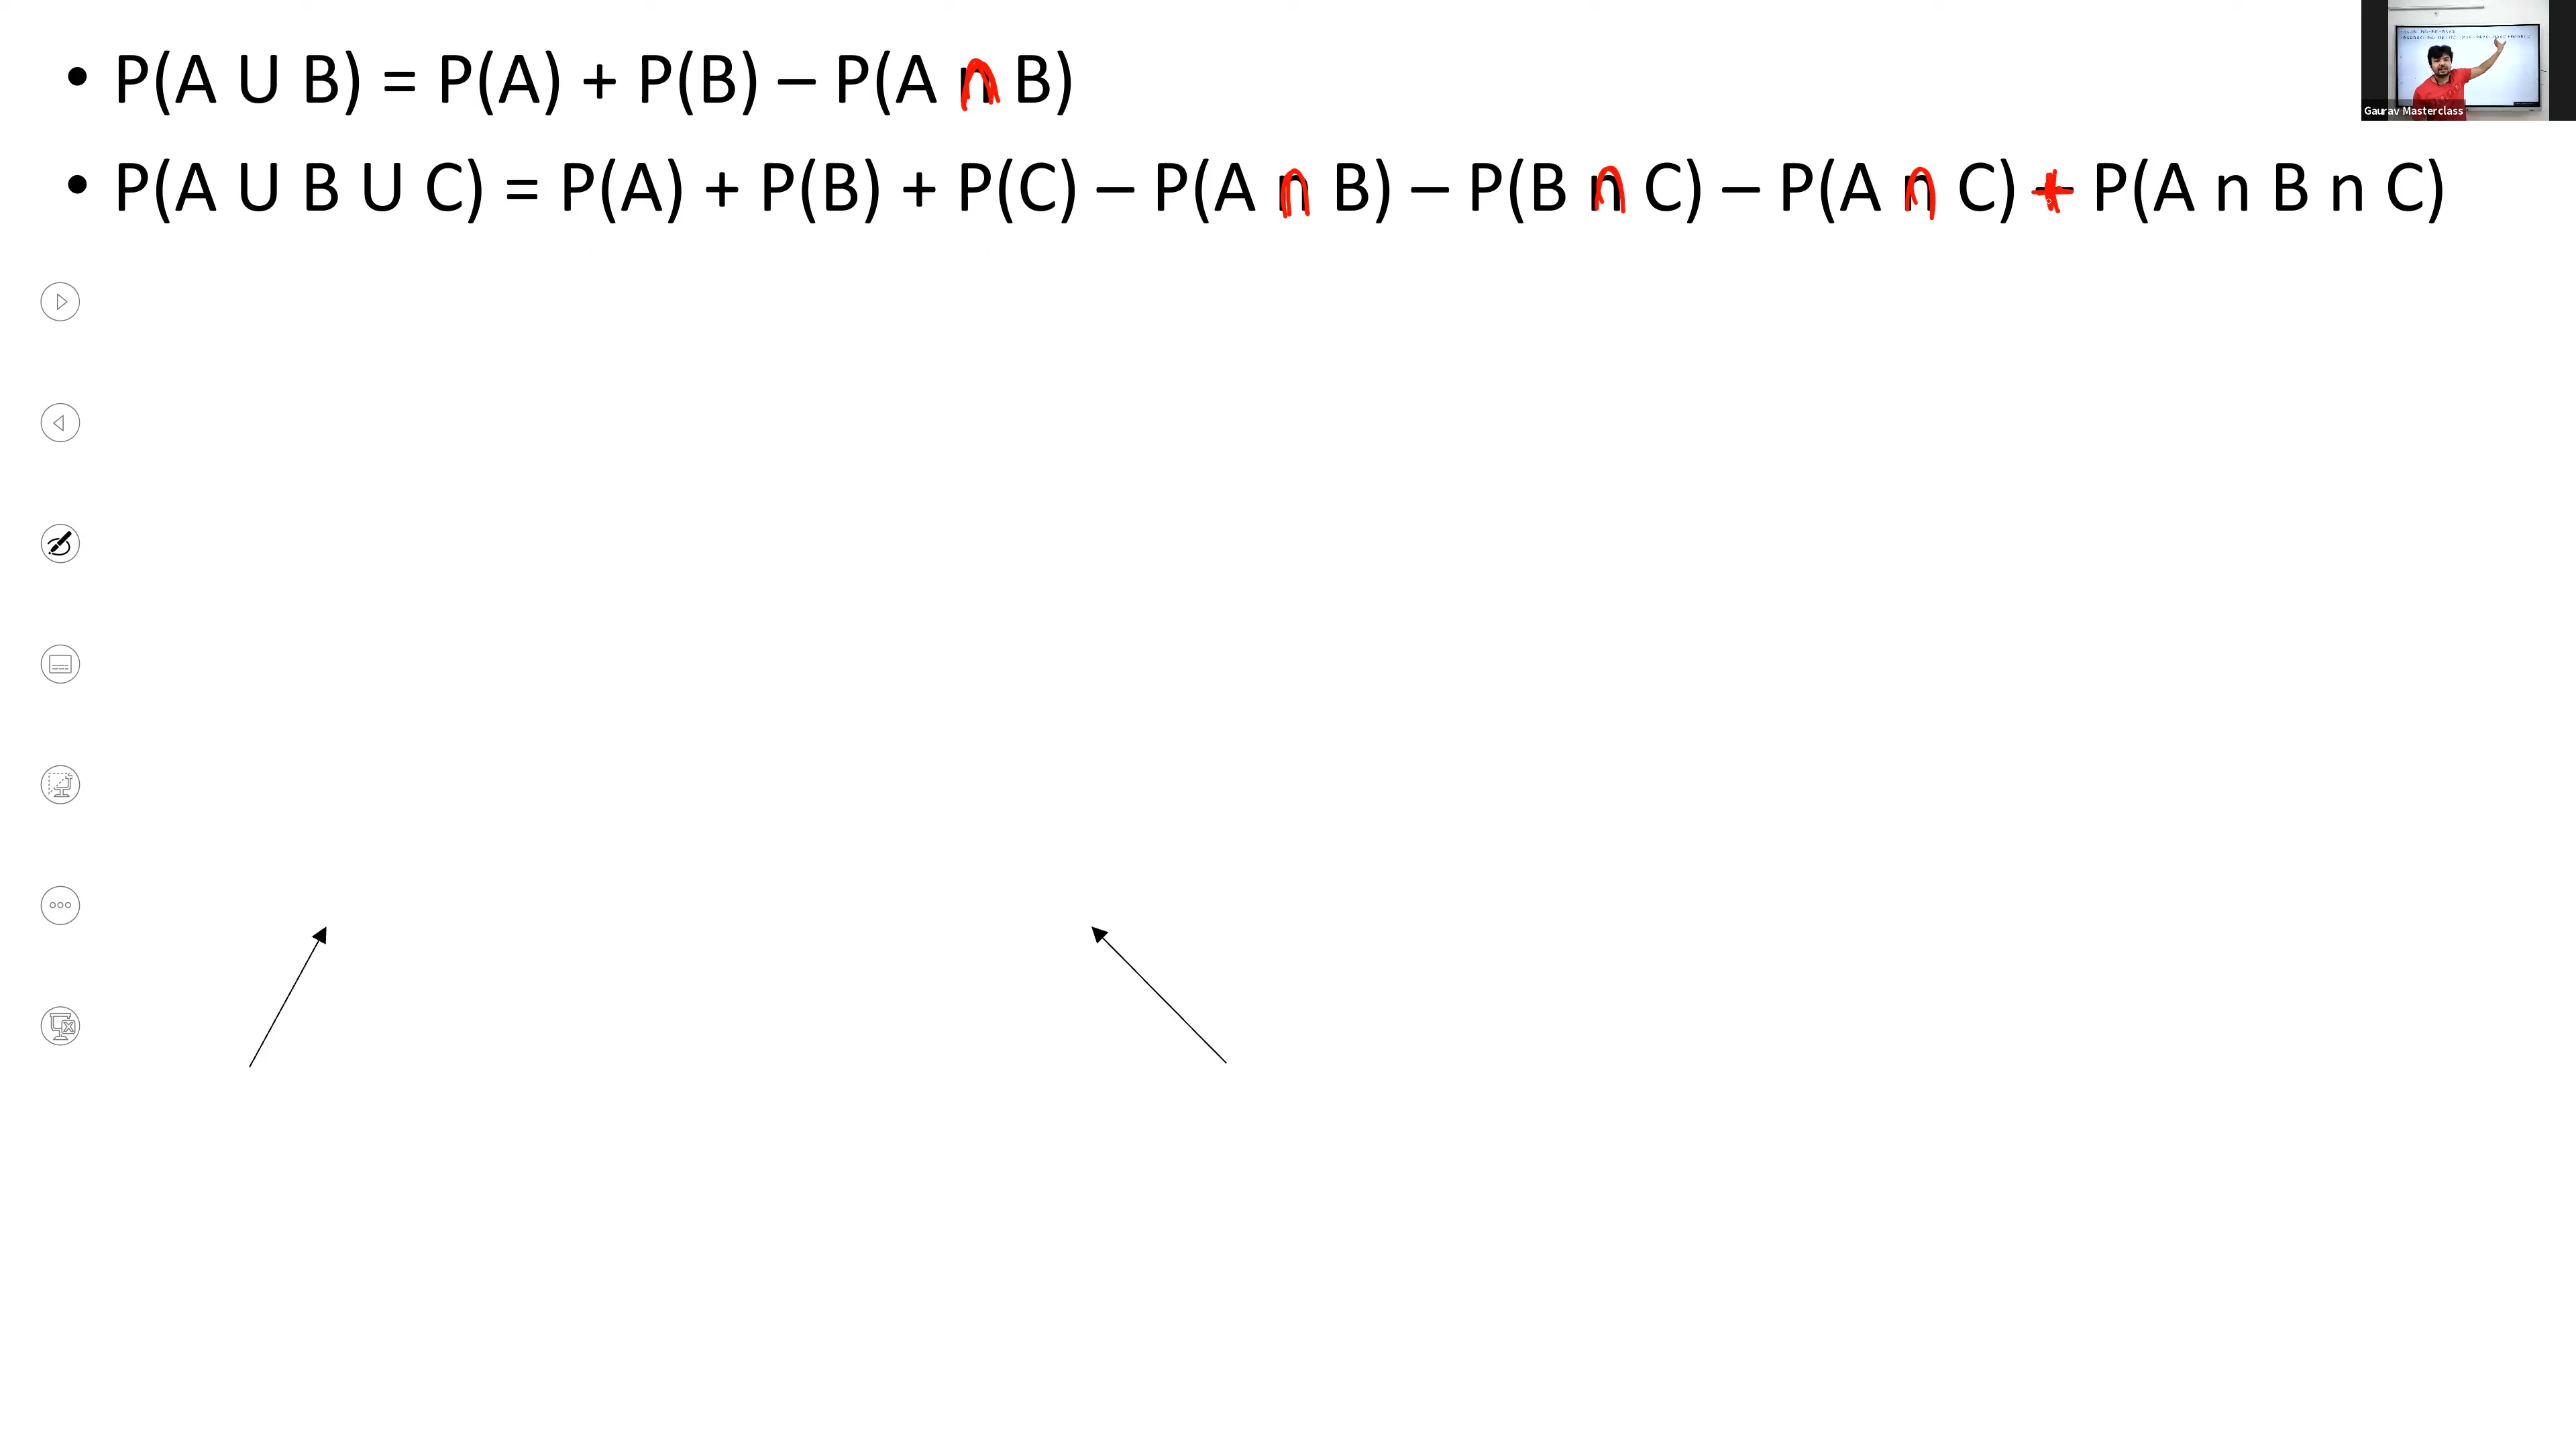 • P(A U B) = P(A) + P(B) – P(A n B)
• P(A U B U C) = P(A) + P(B) + P(C) – P(A n B) – P(B n C) – P(A n C) + P(A n B n C)
Gaurav Masterclass